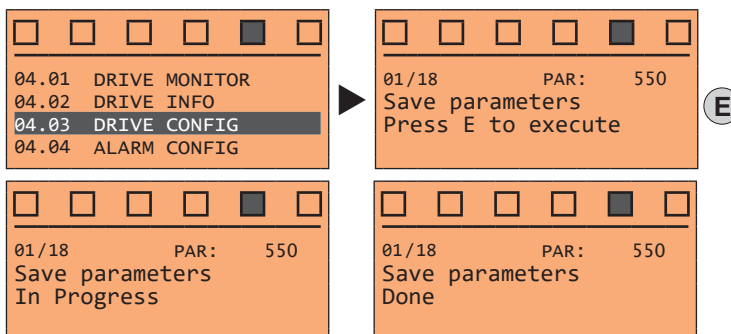 04.01 DRIVE MONITOR
04.02 DRIVE INFO
04.03 DRIVE CONFIG
04.04 ALARM CONFIG
01/18 PAR: 550
Save parameters
Press E to execute
E
01/18 PAR: 550
Save parameters
In Progress
01/18 PAR: 550
Save parameters
Done